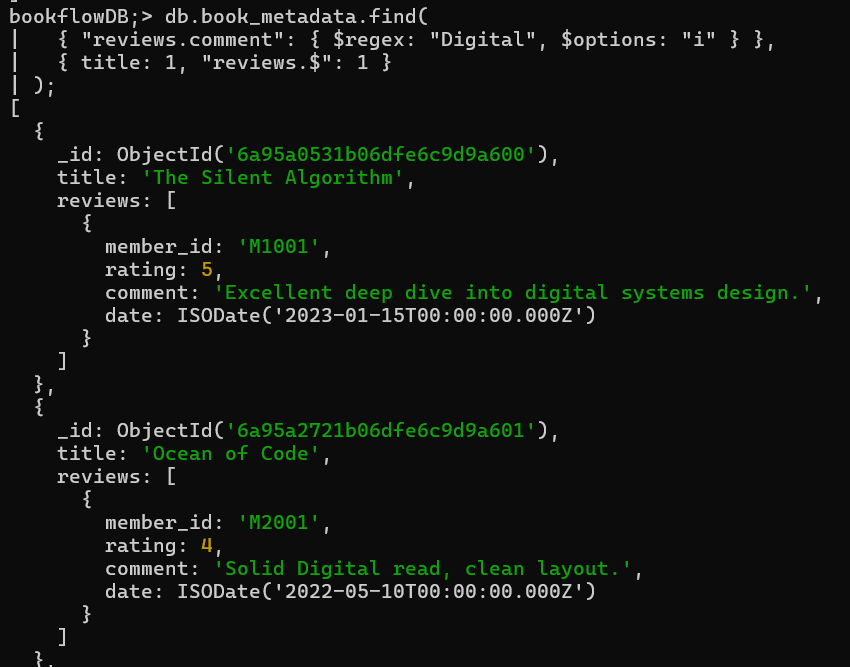 bookflowDB;> db.book_metadata.find(
|   { "reviews.comment": { $regex: "Digital", $options: "i" } },
|   { title: 1, "reviews.$": 1 }
| );
[
  {
    _id: ObjectId('6a95a0531b06dfe6c9d9a600'),
    title: 'The Silent Algorithm',
    reviews: [
      {
        member_id: 'M1001',
        rating: 5,
        comment: 'Excellent deep dive into digital systems design.',
        date: ISODate('2023-01-15T00:00:00.000Z')
      }
    ]
  },
  {
    _id: ObjectId('6a95a2721b06dfe6c9d9a601'),
    title: 'Ocean of Code',
    reviews: [
      {
        member_id: 'M2001',
        rating: 4,
        comment: 'Solid Digital read, clean layout.',
        date: ISODate('2022-05-10T00:00:00.000Z')
      }
    ]
  },